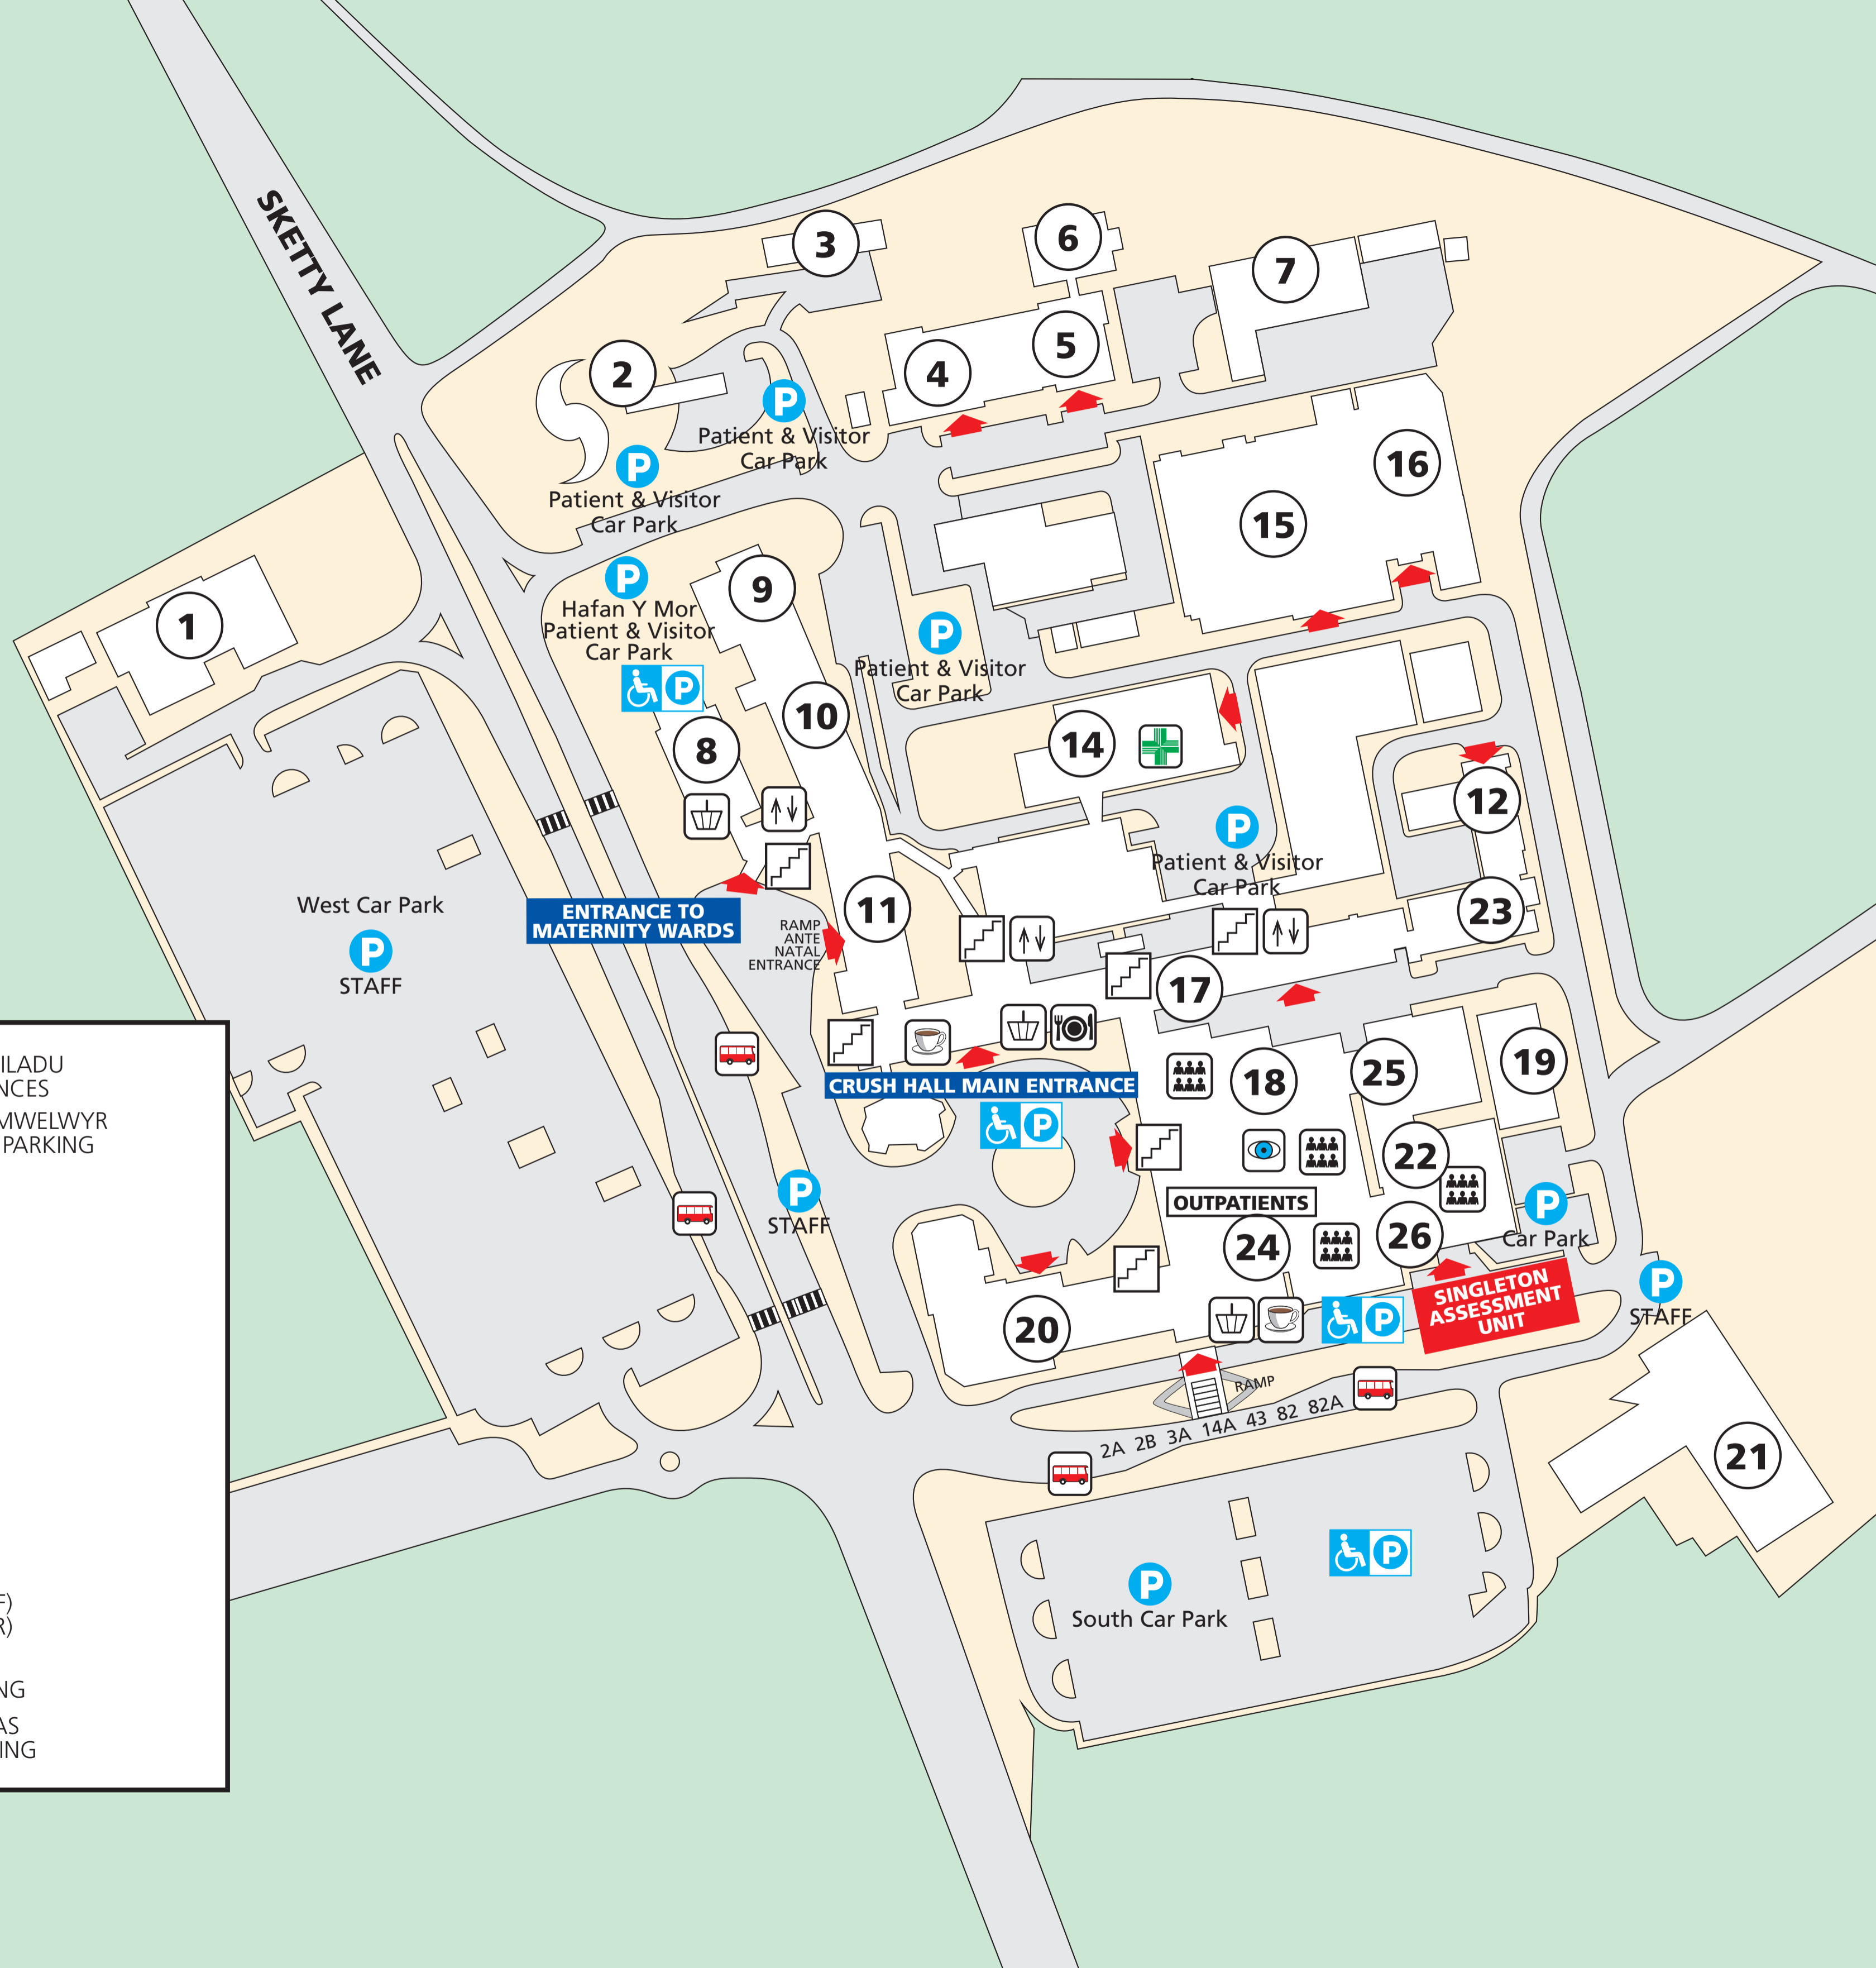 SKETTY LANE
3
6
7
2
4
5
P
Patient & Visitor
Car Park
P
Patient & Visitor
Car Park
16
15
P
Hafan Y Mor
Patient & Visitor
Car Park
P
9
1
P
Patient & Visitor
Car Park
10
8
14
12
P
Patient & Visitor
Car Park
West Car Park
P
STAFF
ENTRANCE TO
MATERNITY WARDS
RAMP
ANTE
NATAL
ENTRANCE
11
23
17
CRUSH HALL MAIN ENTRANCE
P
18
25
19
22
OUTPATIENTS
24
26
P
Car Park
P
STAFF
P
STAFF
SINGLETON
ASSESSMENT
UNIT
P
20
RAMP
2A 2B 3A 14A 43 82 82A
21
P
P
South Car Park
ILADU
NCES
MWELWYR
PARKING
F)
R)
NG
AS
ING